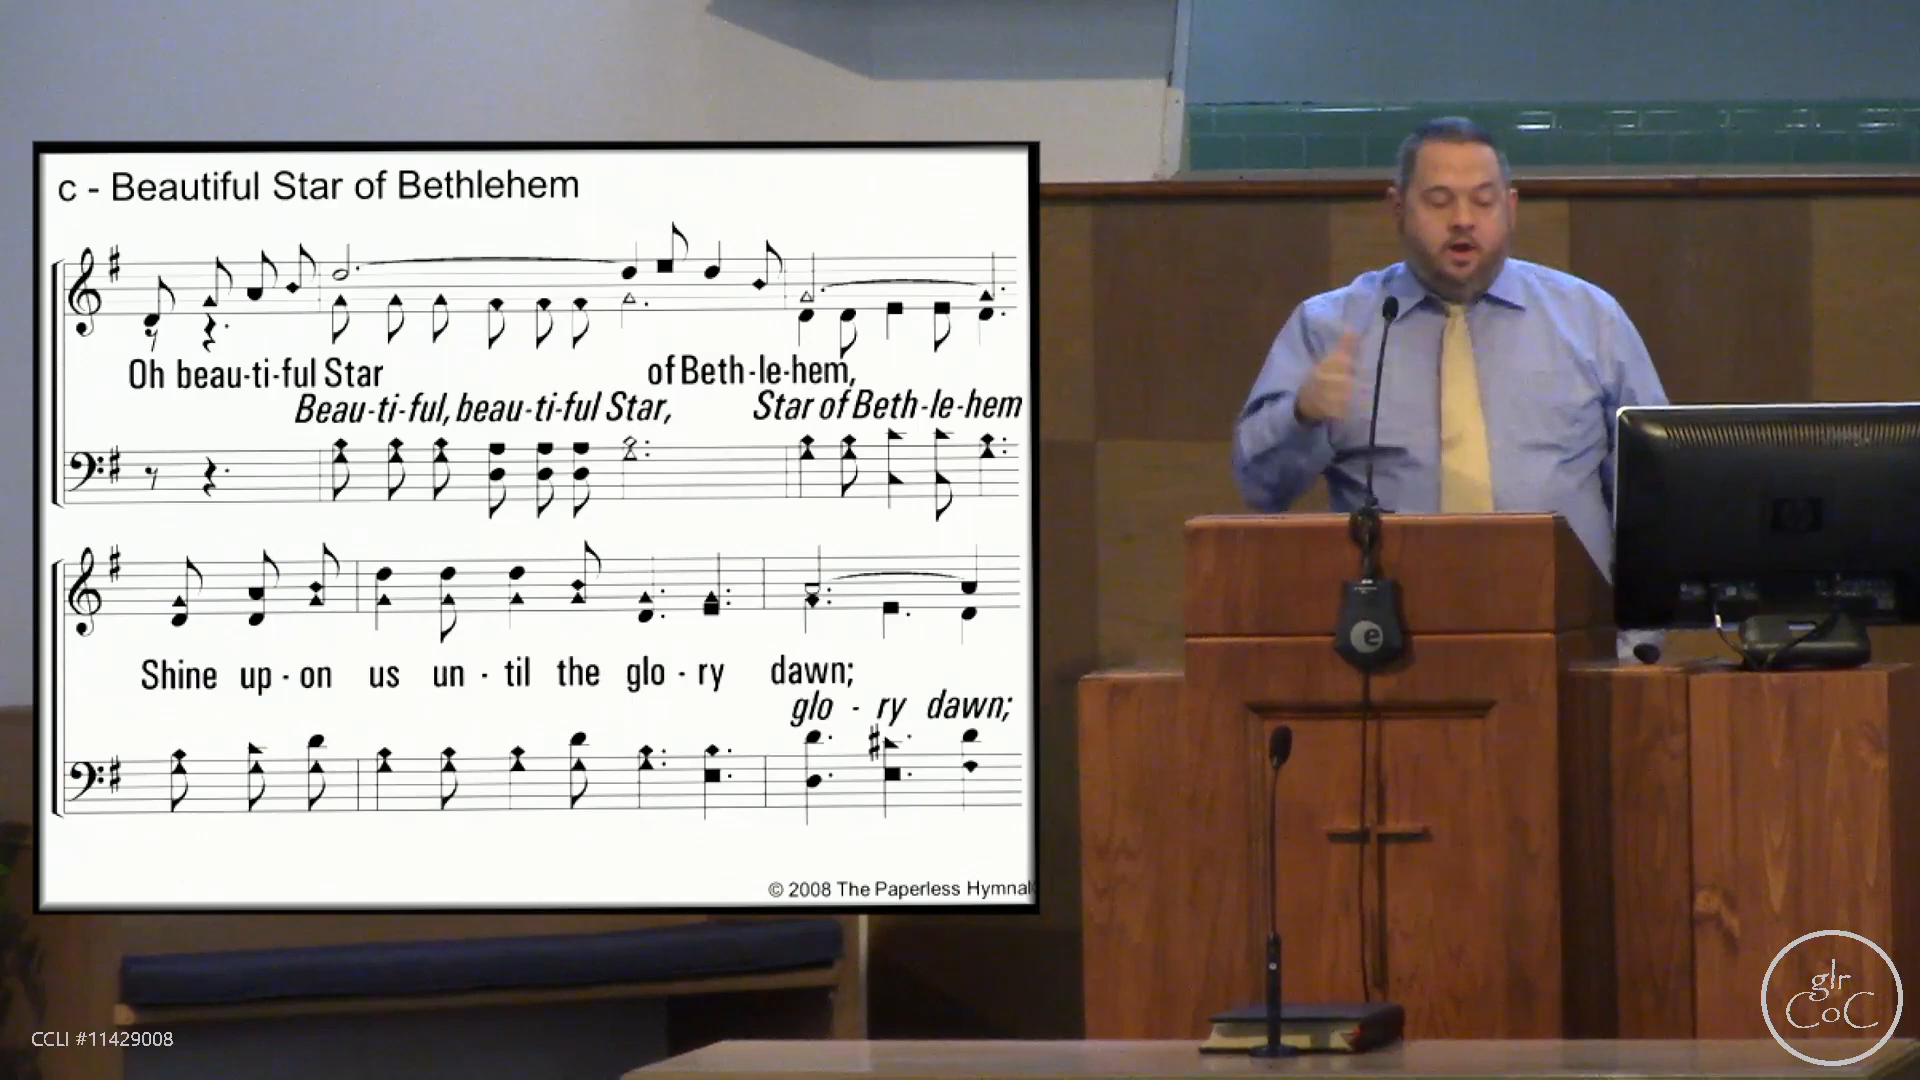 c - Beautiful Star of Bethlehem
Oh beau-ti-ful Star of Beth-le-hem,
Beau-ti-ful, beau-ti-ful Star, Star of Beth-le-hem
Shine up-on us un-til the glo-ry dawn;
glo-ry dawn;
© 2008 The Paperless Hymnal
e
hp
glr
CoC
CCLI #11429008